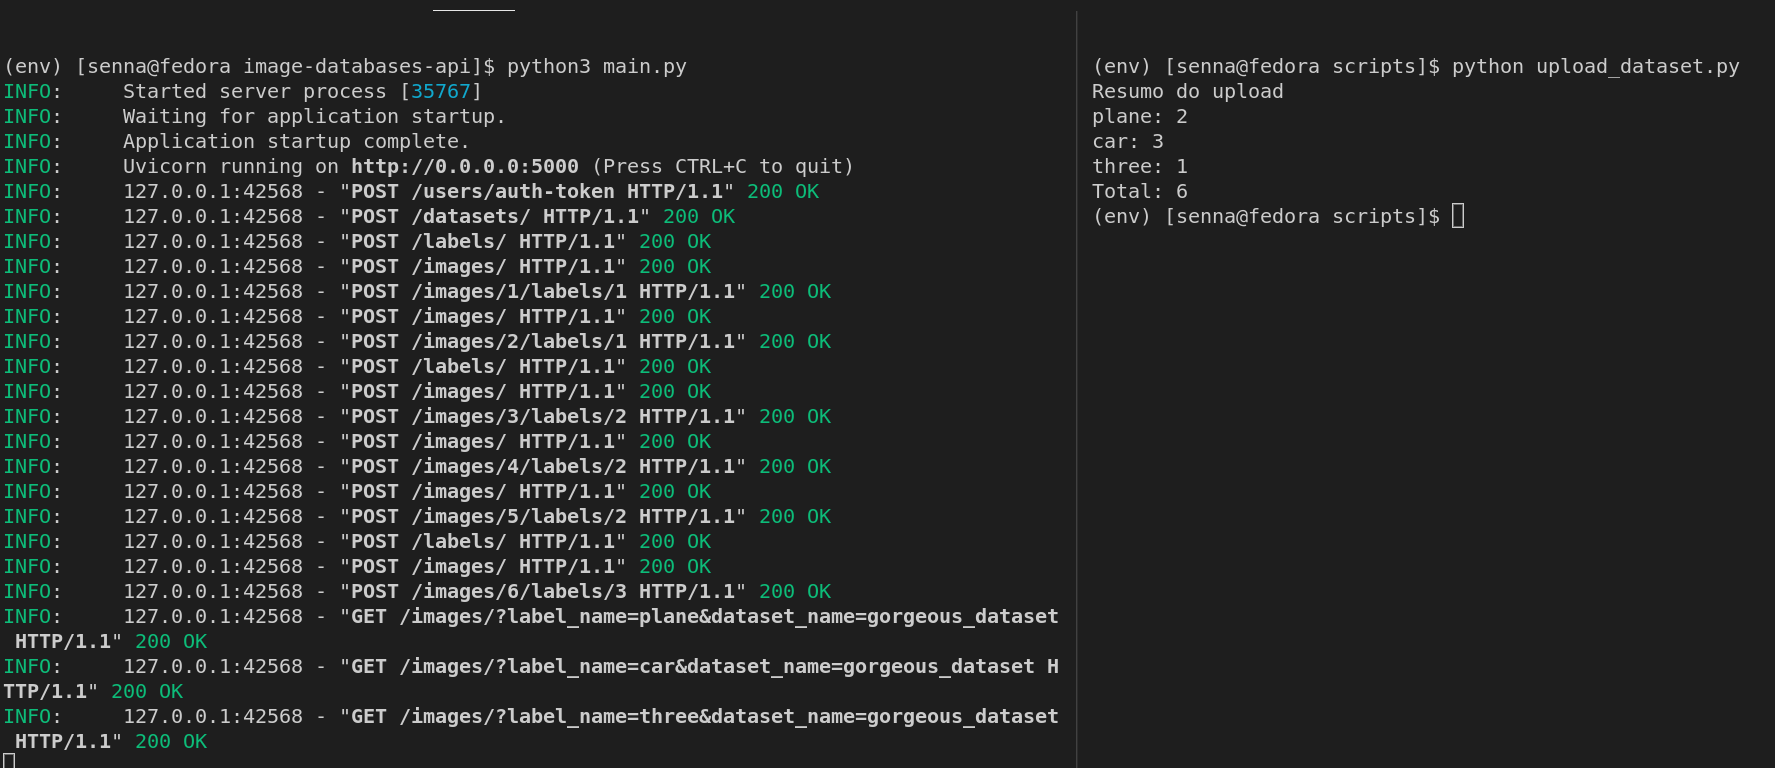 (env) [senna@fedora image-databases-api]$ python3 main.py
INFO:     Started server process [35767]
INFO:     Waiting for application startup.
INFO:     Application startup complete.
INFO:     Uvicorn running on http://0.0.0.0:5000 (Press CTRL+C to quit)
INFO:     127.0.0.1:42568 - "POST /users/auth-token HTTP/1.1" 200 OK
INFO:     127.0.0.1:42568 - "POST /datasets/ HTTP/1.1" 200 OK
INFO:     127.0.0.1:42568 - "POST /labels/ HTTP/1.1" 200 OK
INFO:     127.0.0.1:42568 - "POST /images/ HTTP/1.1" 200 OK
INFO:     127.0.0.1:42568 - "POST /images/1/labels/1 HTTP/1.1" 200 OK
INFO:     127.0.0.1:42568 - "POST /images/ HTTP/1.1" 200 OK
INFO:     127.0.0.1:42568 - "POST /images/2/labels/1 HTTP/1.1" 200 OK
INFO:     127.0.0.1:42568 - "POST /labels/ HTTP/1.1" 200 OK
INFO:     127.0.0.1:42568 - "POST /images/ HTTP/1.1" 200 OK
INFO:     127.0.0.1:42568 - "POST /images/3/labels/2 HTTP/1.1" 200 OK
INFO:     127.0.0.1:42568 - "POST /images/ HTTP/1.1" 200 OK
INFO:     127.0.0.1:42568 - "POST /images/4/labels/2 HTTP/1.1" 200 OK
INFO:     127.0.0.1:42568 - "POST /images/ HTTP/1.1" 200 OK
INFO:     127.0.0.1:42568 - "POST /images/5/labels/2 HTTP/1.1" 200 OK
INFO:     127.0.0.1:42568 - "POST /labels/ HTTP/1.1" 200 OK
INFO:     127.0.0.1:42568 - "POST /images/ HTTP/1.1" 200 OK
INFO:     127.0.0.1:42568 - "POST /images/6/labels/3 HTTP/1.1" 200 OK
INFO:     127.0.0.1:42568 - "GET /images/?label_name=plane&dataset_name=gorgeous_dataset
 HTTP/1.1" 200 OK
INFO:     127.0.0.1:42568 - "GET /images/?label_name=car&dataset_name=gorgeous_dataset H
TTP/1.1" 200 OK
INFO:     127.0.0.1:42568 - "GET /images/?label_name=three&dataset_name=gorgeous_dataset
 HTTP/1.1" 200 OK
(env) [senna@fedora scripts]$ python upload_dataset.py
Resumo do upload
plane: 2
car: 3
three: 1
Total: 6
(env) [senna@fedora scripts]$